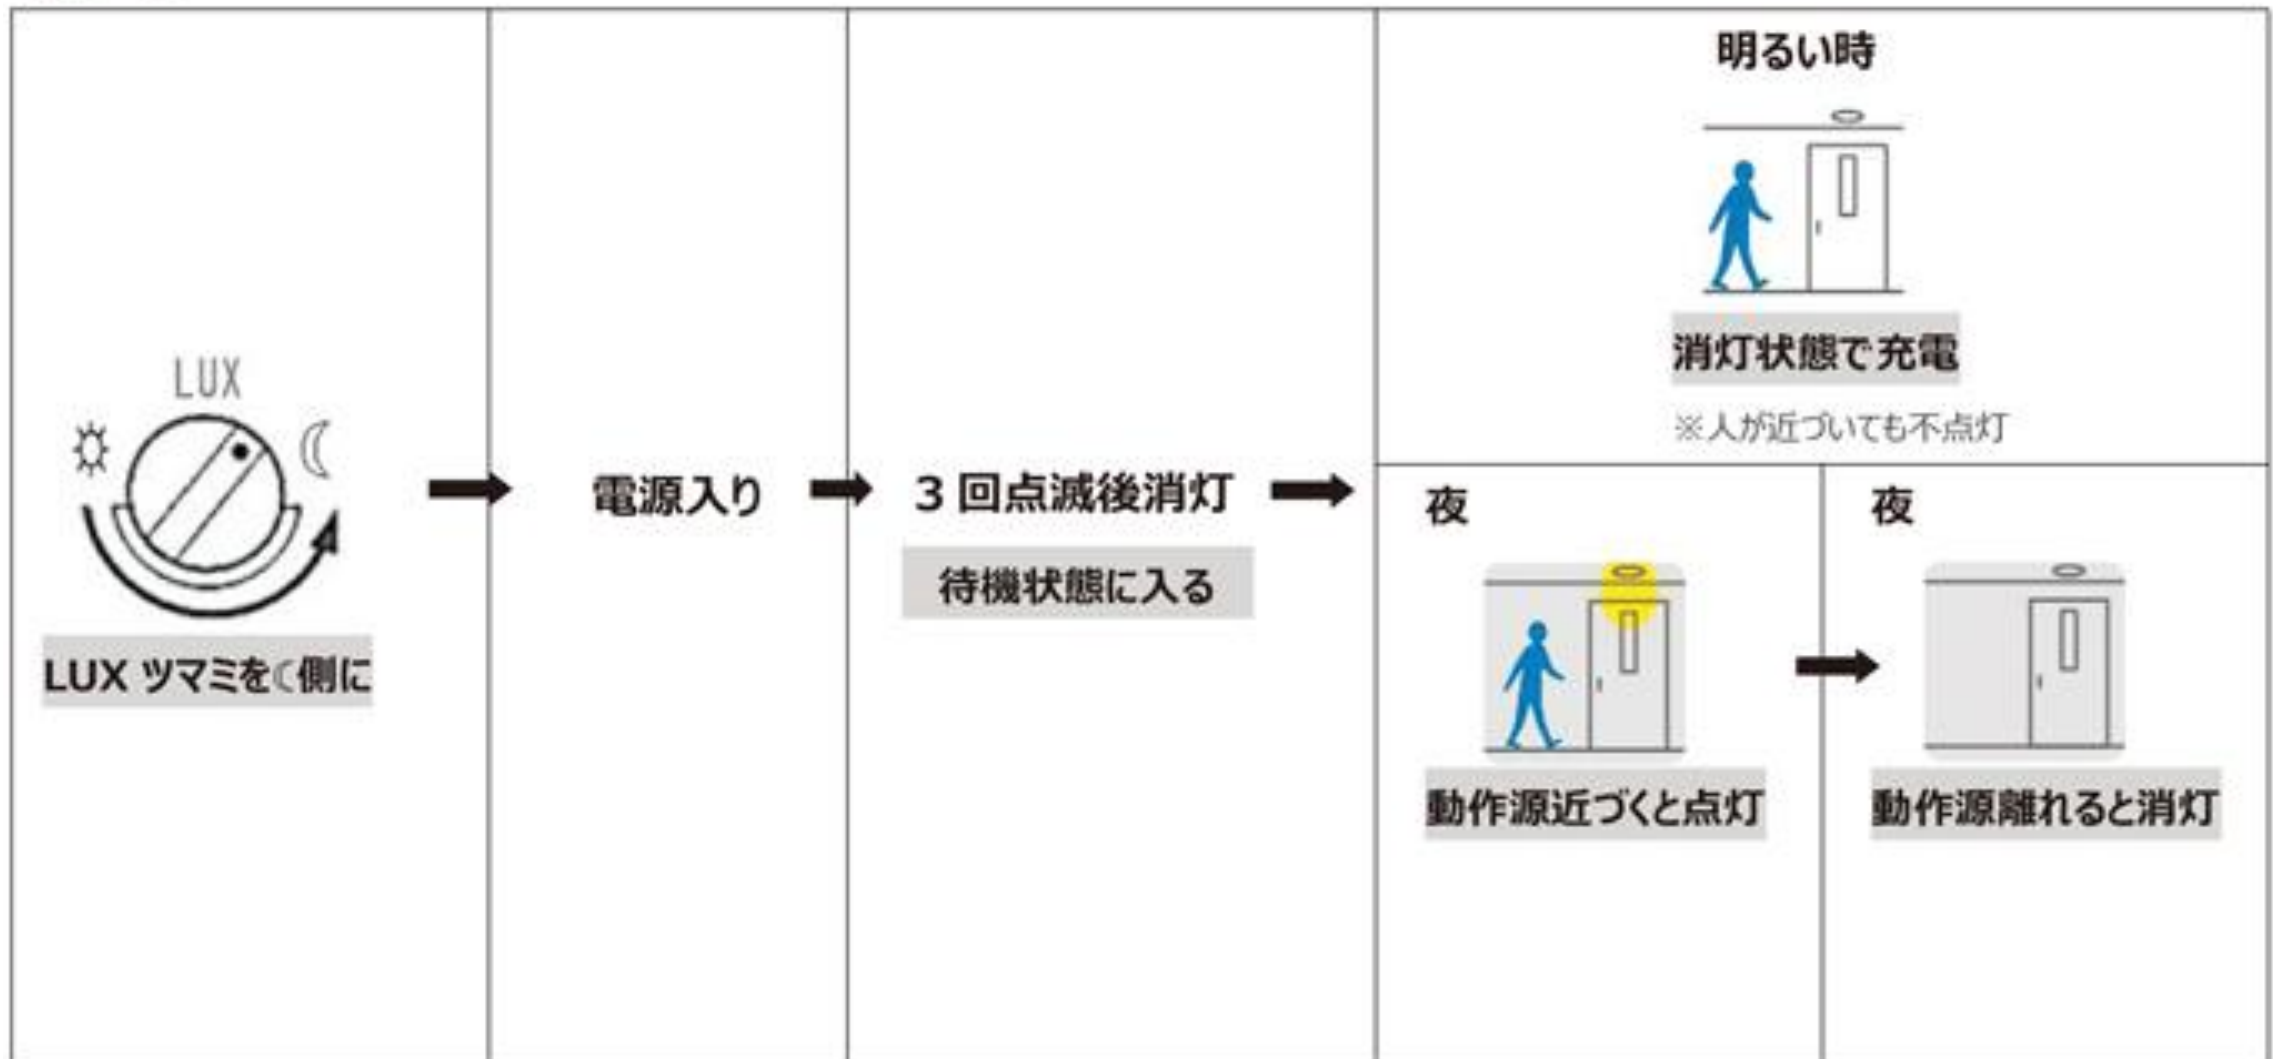 LUX
LUX ツマミを☾側に
電源入り
3 回点滅後消灯
待機状態に入る
明るい時
消灯状態で充電
※人が近づいても不点灯
夜
動作源近づくと点灯
夜
動作源離れると消灯